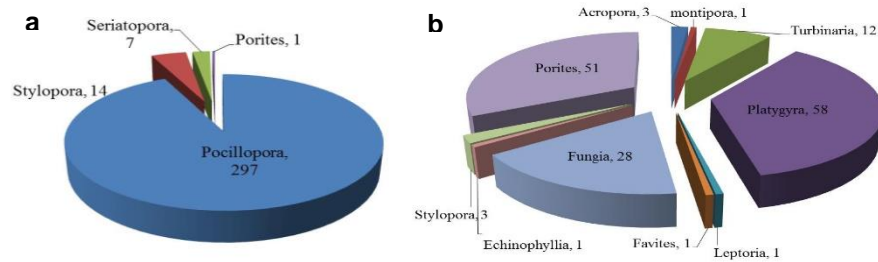 a
Seriatopora,
7
Porites, 1
Stylopora, 14
Pocillopora,
297
b
Acropora, 3
montipora, 1
Turbinaria, 12
Porites, 51
Platygyra, 58
Fungia, 28
Stylopora, 3
Echinophyllia, 1
Favites, 1
Leptoria, 1